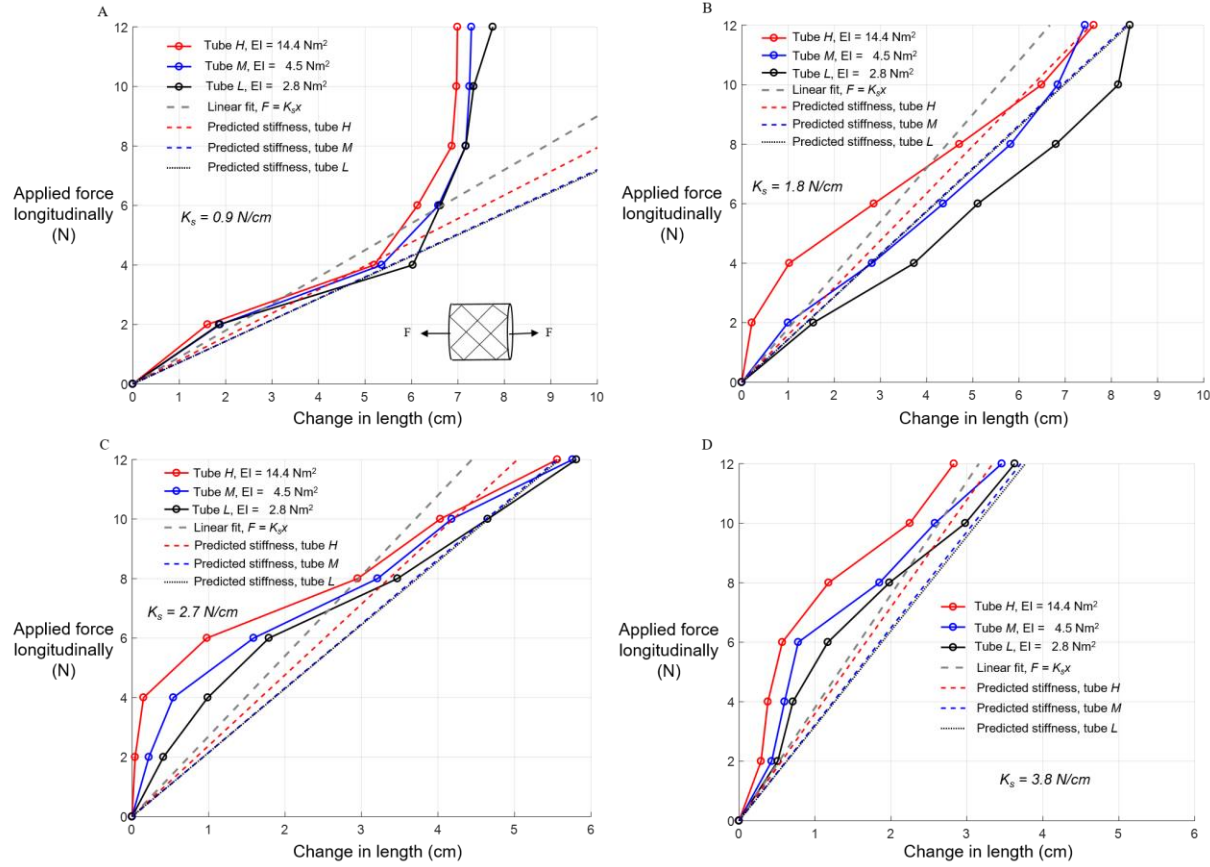 A
12
10
8
6
4
2
0
Tube H, EI = 14.4 Nm²
Tube M, EI = 4.5 Nm²
Tube L, EI = 2.8 Nm²
Linear fit, F = Kₛx
Predicted stiffness, tube H
Predicted stiffness, tube M
Predicted stiffness, tube L
Applied force
longitudinally
(N)
Kₛ = 0.9 N/cm
F
F
0 1 2 3 4 5 6 7 8 9 10
Change in length (cm)
B
12
10
8
6
4
2
0
Tube H, EI = 14.4 Nm²
Tube M, EI = 4.5 Nm²
Tube L, EI = 2.8 Nm²
Linear fit, F = Kₛx
Predicted stiffness, tube H
Predicted stiffness, tube M
Predicted stiffness, tube L
Applied force
longitudinally
(N)
Kₛ = 1.8 N/cm
0 1 2 3 4 5 6 7 8 9 10
Change in length (cm)
C
12
10
8
6
4
2
0
Tube H, EI = 14.4 Nm²
Tube M, EI = 4.5 Nm²
Tube L, EI = 2.8 Nm²
Linear fit, F = Kₛx
Predicted stiffness, tube H
Predicted stiffness, tube M
Predicted stiffness, tube L
Applied force
longitudinally
(N)
Kₛ = 2.7 N/cm
0 1 2 3 4 5 6
Change in length (cm)
D
12
10
8
6
4
2
0
Applied force
longitudinally
(N)
Tube H, EI = 14.4 Nm²
Tube M, EI = 4.5 Nm²
Tube L, EI = 2.8 Nm²
Linear fit, F = Kₛx
Predicted stiffness, tube H
Predicted stiffness, tube M
Predicted stiffness, tube L
Kₛ = 3.8 N/cm
0 1 2 3 4 5 6
Change in length (cm)